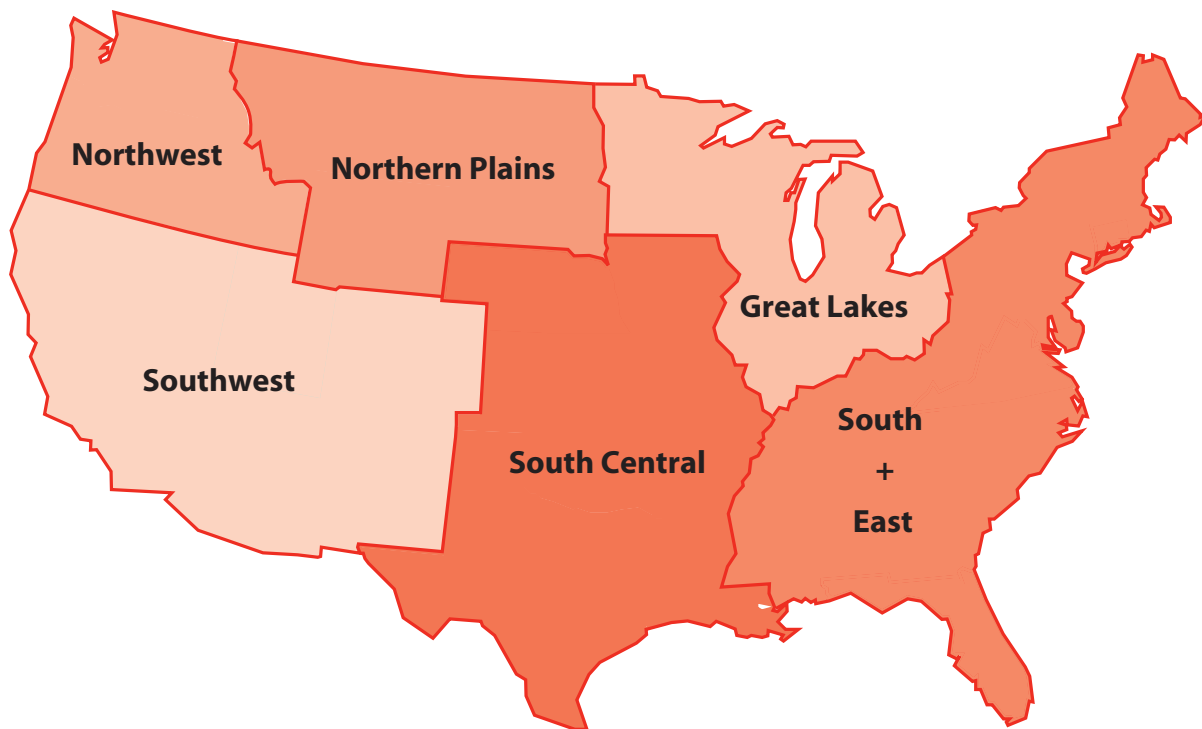 Northwest
Northern Plains
Great Lakes
Southwest
South
+
East
South Central